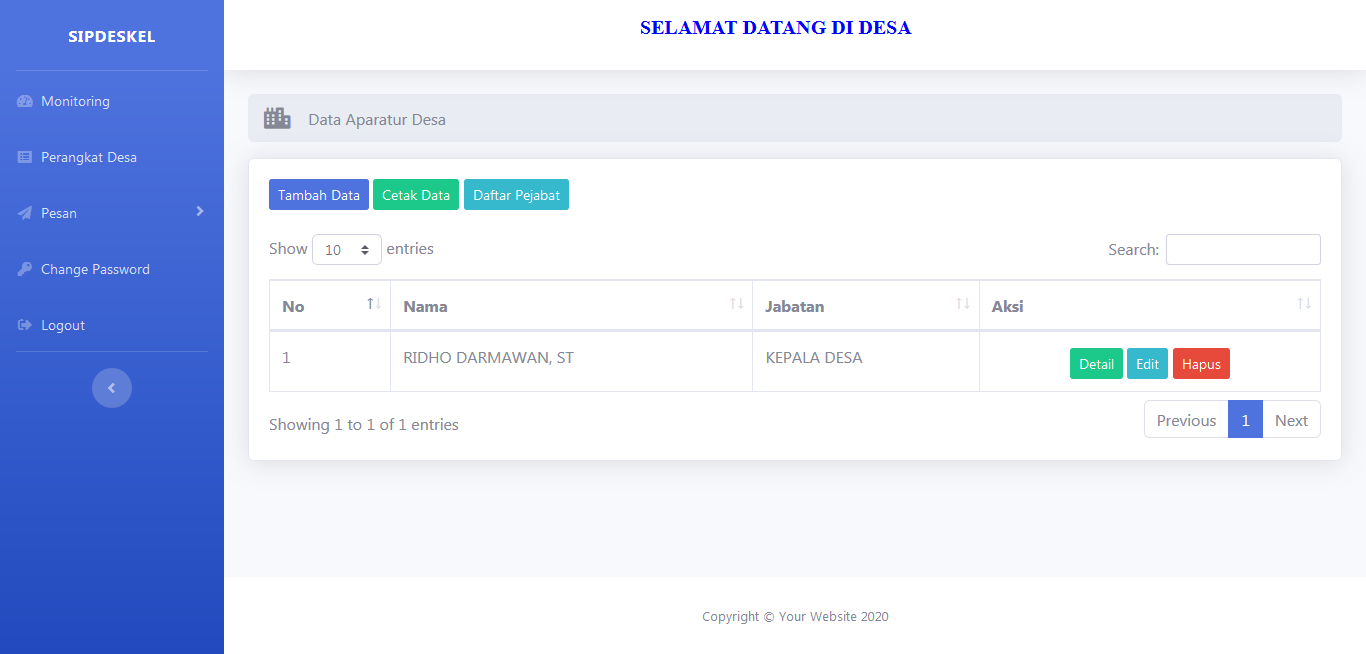 SIPDESKEL
Monitoring
Perangkat Desa
Pesan
Change Password
Logout
SELAMAT DATANG DI DESA
Data Aparatur Desa
Tambah Data Cetak Data Daftar Pejabat
Show 10 entries Search:
No Nama Jabatan Aksi
1 RIDHO DARMAWAN, ST KEPALA DESA Detail Edit Hapus
Showing 1 to 1 of 1 entries Previous 1 Next
Copyright © Your Website 2020